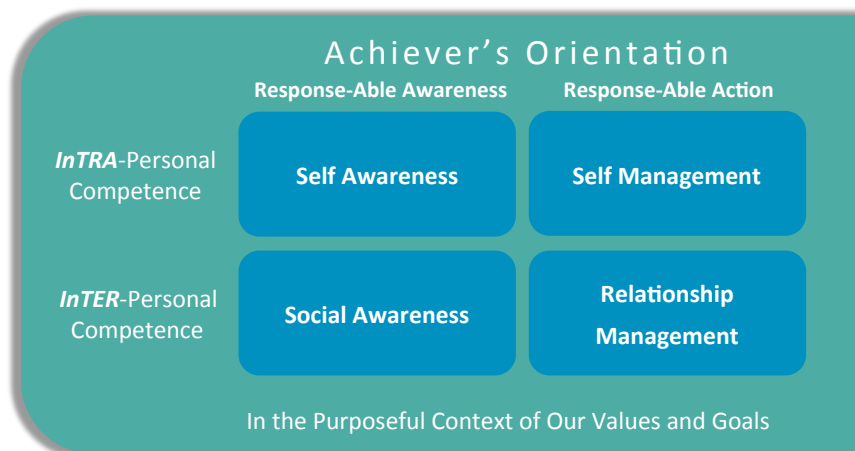 Achiever's Orientation
Response-Able Awareness
Response-Able Action
InTRA-Personal
Competence
Self Awareness
Self Management
InTER-Personal
Competence
Social Awareness
Relationship
Management
In the Purposeful Context of Our Values and Goals